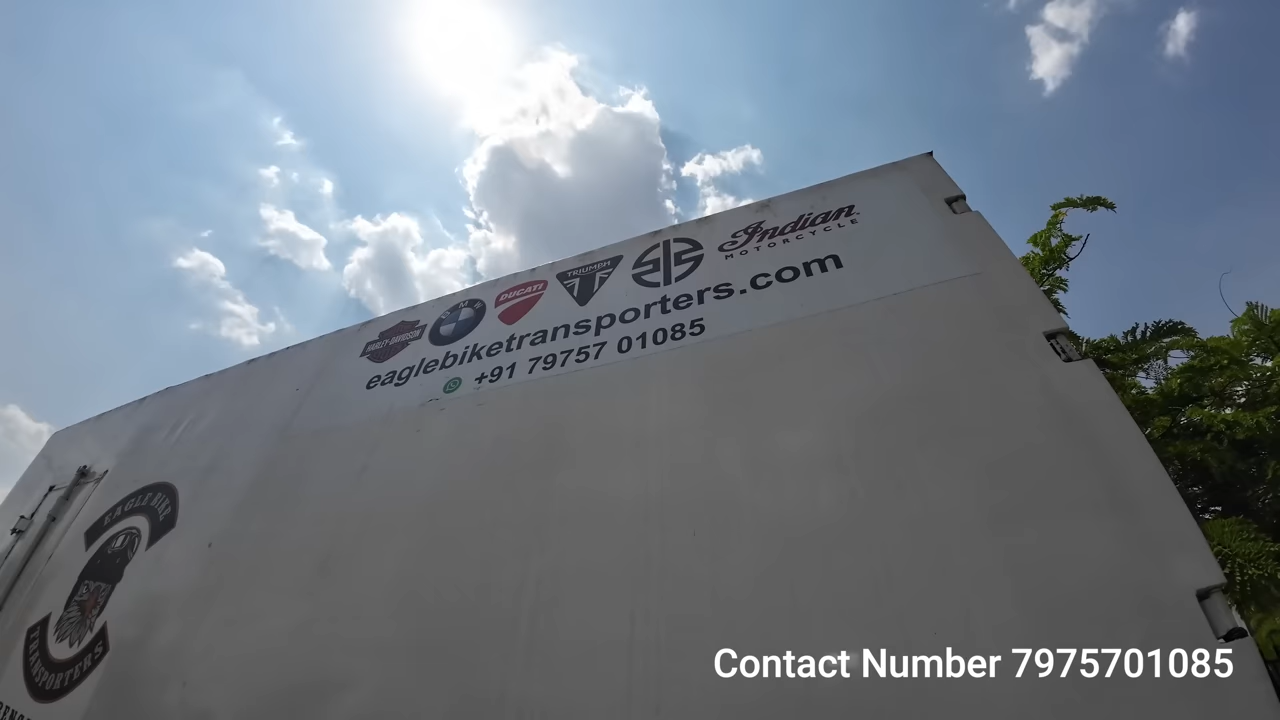 HARLEY-DAVIDSON
BMW
DUCATI
TRIUMPH
Indian
MOTORCYCLE
eaglebiketransporters.com
+91 79757 01085
EAGLE BIKE
TRANSPORTERS
Contact Number 7975701085